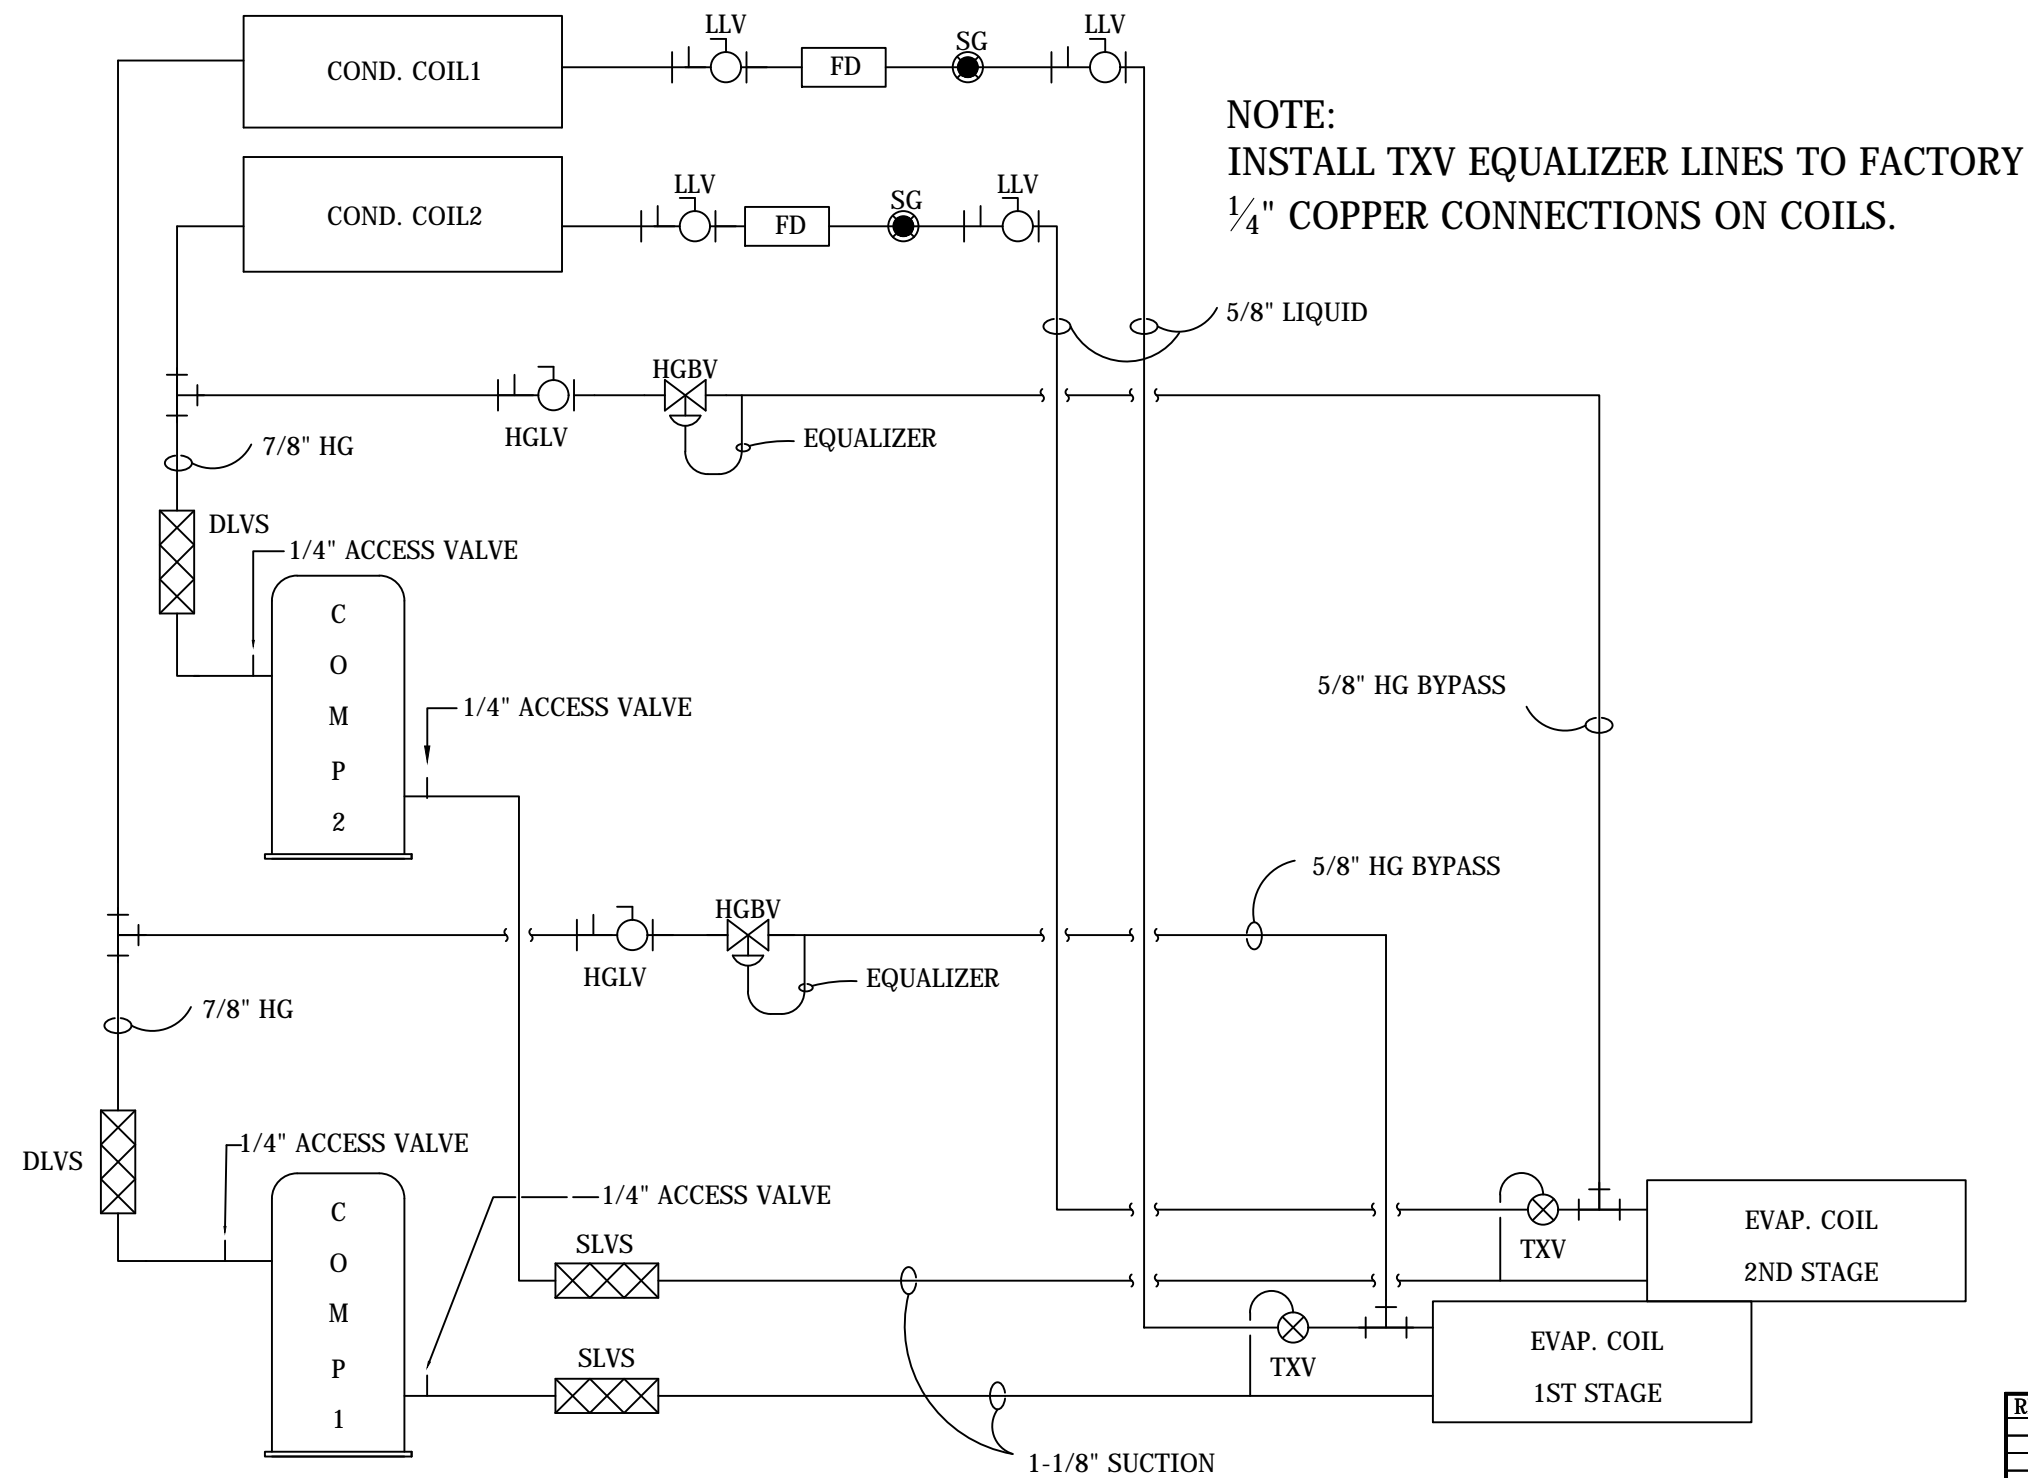 LLV
LLV
SG
COND. COIL1
FD
NOTE:
INSTALL TXV EQUALIZER LINES TO FACTORY
1/4" COPPER CONNECTIONS ON COILS.
LLV
LLV
SG
COND. COIL2
FD
5/8" LIQUID
HGBV
HGLV
EQUALIZER
7/8" HG
DLVS
1/4" ACCESS VALVE
C
O
M
P
2
5/8" HG BYPASS
1/4" ACCESS VALVE
5/8" HG BYPASS
HGBV
HGLV
EQUALIZER
7/8" HG
DLVS
1/4" ACCESS VALVE
1/4" ACCESS VALVE
C
O
M
P
1
SLVS
TXV
EVAP. COIL
2ND STAGE
SLVS
TXV
EVAP. COIL
1ST STAGE
1-1/8" SUCTION
R